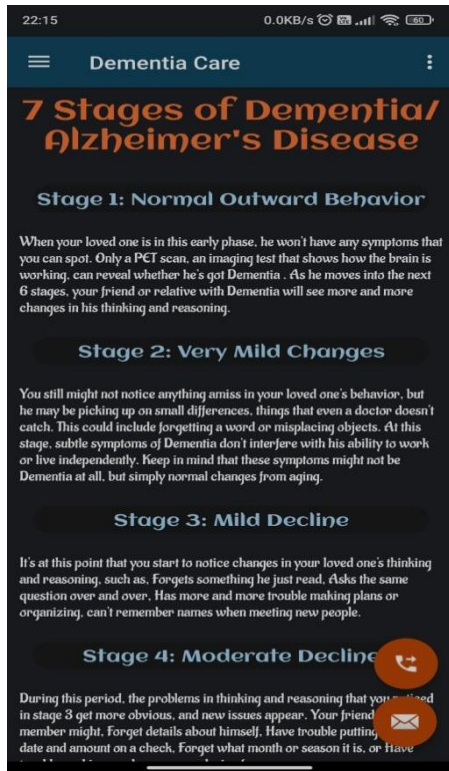 22:15
0.0KB/s
60
Dementia Care
7 Stages of Dementia/
Alzheimer's Disease
Stage 1: Normal Outward Behavior
When your loved one is in this early phase, he won't have any symptoms that
you can spot. Only a PET scan, an imaging test that shows how the brain is
working, can reveal whether he's got Dementia . As he moves into the next
6 stages, your friend or relative with Dementia will see more and more
changes in his thinking and reasoning.
Stage 2: Very Mild Changes
You still might not notice anything amiss in your loved one's behavior, but
he may be picking up on small differences, things that even a doctor doesn't
catch. This could include forgetting a word or misplacing objects. At this
stage, subtle symptoms of Dementia don't interfere with his ability to work
or live independently. Keep in mind that these symptoms might not be
Dementia at all, but simply normal changes from aging.
Stage 3: Mild Decline
It's at this point that you start to notice changes in your loved one's thinking
and reasoning, such as, Forgets something he just read, Asks the same
question over and over, Has more and more trouble making plans or
organizing, can't remember names when meeting new people.
Stage 4: Moderate Decline
During this period, the problems in thinking and reasoning that you
in stage 3 get more obvious, and new issues appear. Your friend
member might, Forget details about himself, Have trouble putting
date and amount on a check, Forget what month or season it is, or Have